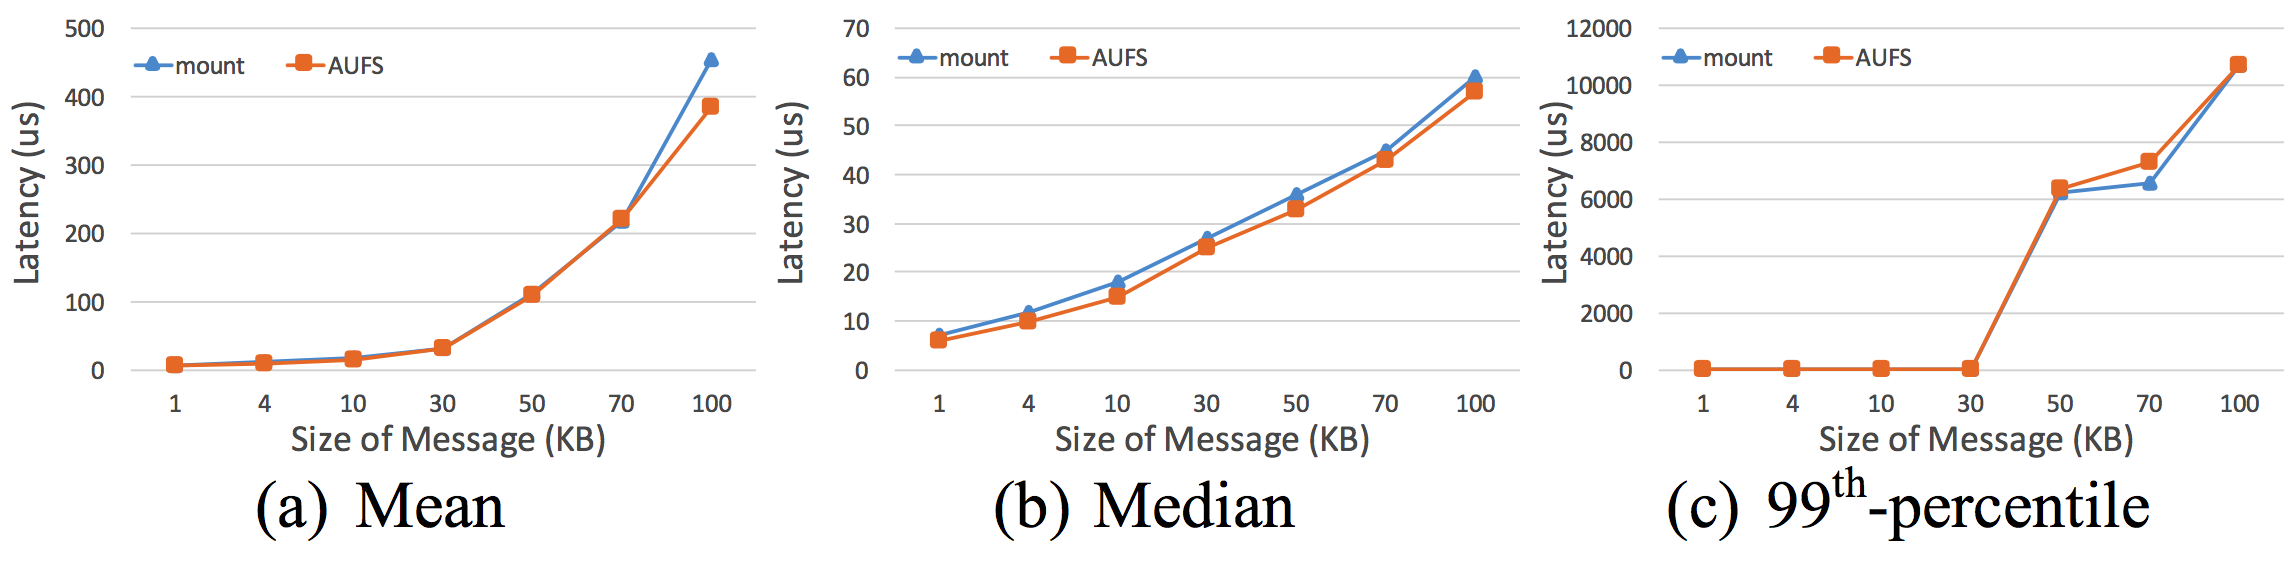 500
400
300
200
100
0
mount
AUFS
Latency (us)
1 4 10 30 50 70 100
Size of Message (KB)
(a) Mean
70
60
50
40
30
20
10
0
mount
AUFS
Latency (us)
1 4 10 30 50 70 100
Size of Message (KB)
(b) Median
12000
10000
8000
6000
4000
2000
0
mount
AUFS
Latency (us)
1 4 10 30 50 70 100
Size of Message (KB)
(c) 99th-percentile